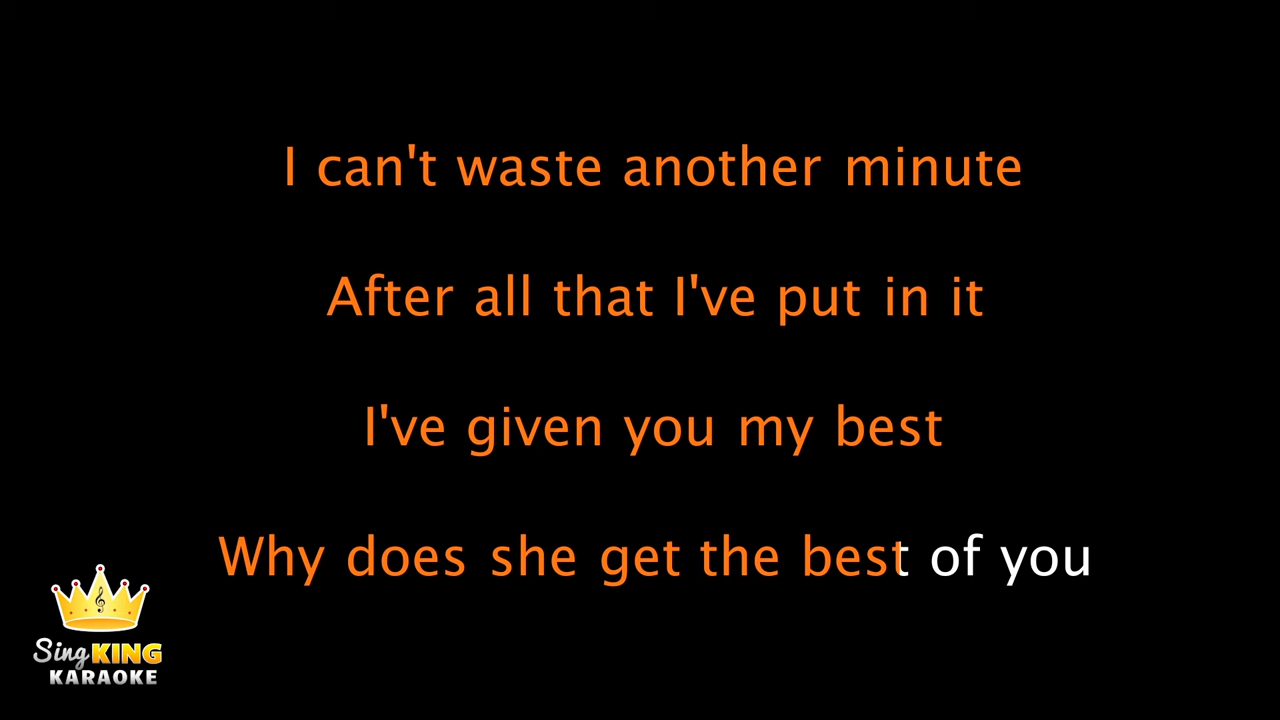 I can't waste another minute
After all that I've put in it
I've given you my best
Why does she get the best of you
Sing KING
KARAOKE